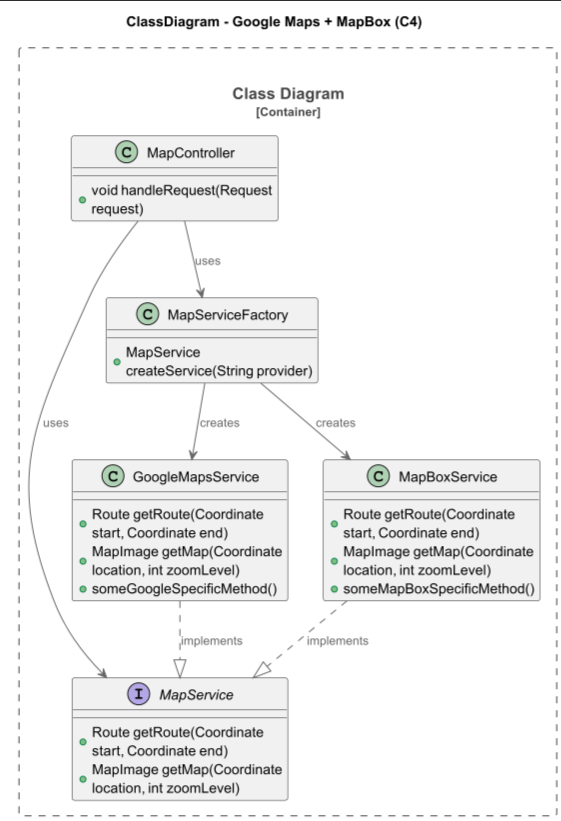 ClassDiagram - Google Maps + MapBox (C4)
Class Diagram
[Container]
C MapController
void handleRequest(Request
request)
uses
C MapServiceFactory
MapService
createService(String provider)
uses
creates
creates
C GoogleMapsService
Route getRoute(Coordinate
start, Coordinate end)
MapImage getMap(Coordinate
location, int zoomLevel)
someGoogleSpecificMethod()
C MapBoxService
Route getRoute(Coordinate
start, Coordinate end)
MapImage getMap(Coordinate
location, int zoomLevel)
someMapBoxSpecificMethod()
implements
implements
I MapService
Route getRoute(Coordinate
start, Coordinate end)
MapImage getMap(Coordinate
location, int zoomLevel)